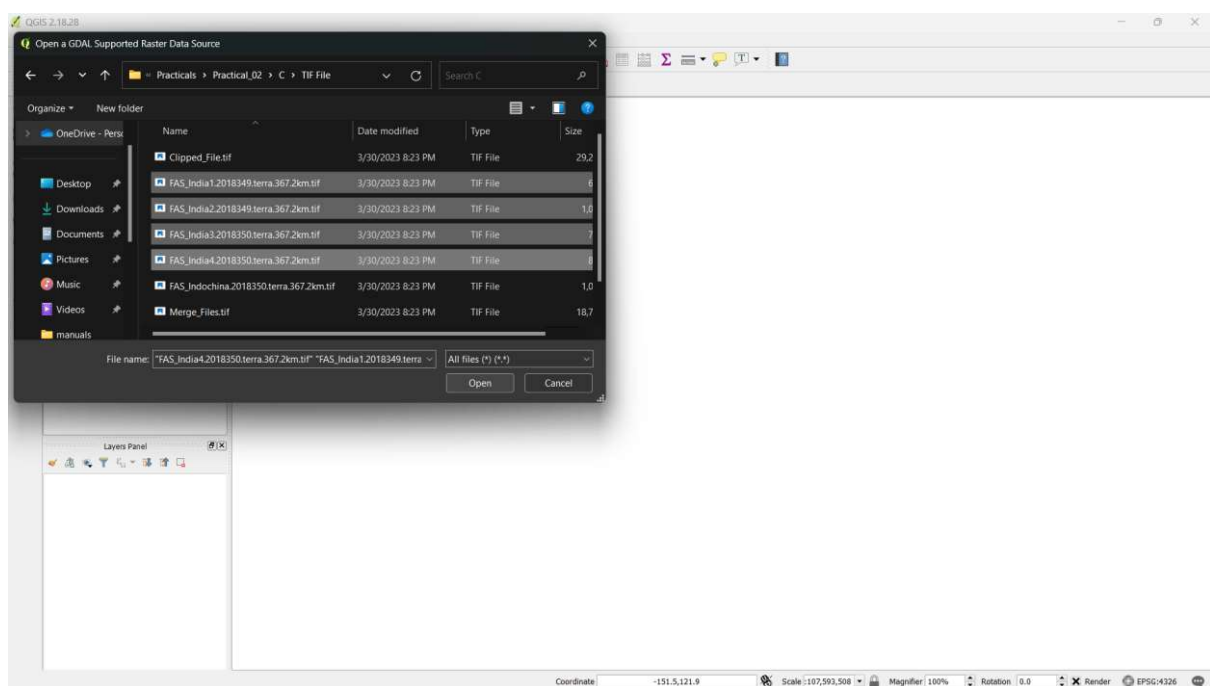 QGIS 2.18.28
Open a GDAL Supported Raster Data Source
Practicals › Practical_02 › C › TIF File
Search C
Organize
New folder
OneDrive - Pers
Name
Date modified
Type
Size
Clipped_File.tif 3/30/2023 8:23 PM TIF File 29,2
Desktop
FAS_India1.2018349.terra.367.2km.tif 3/30/2023 8:23 PM TIF File 6
Downloads
FAS_India2.2018349.terra.367.2km.tif 3/30/2023 8:23 PM TIF File 1,0
Documents
FAS_India3.2018350.terra.367.2km.tif 3/30/2023 8:23 PM TIF File 7
Pictures
FAS_India4.2018350.terra.367.2km.tif 3/30/2023 8:23 PM TIF File 8
Music
FAS_Indochina.2018350.terra.367.2km.tif 3/30/2023 8:23 PM TIF File 1,0
Videos
Merge_Files.tif 3/30/2023 8:23 PM TIF File 18,7
manuals
File name: "FAS_India4.2018350.terra.367.2km.tif" "FAS_India1.2018349.terra
All files (*) (*.*)
Open
Cancel
Layers Panel
Coordinate -151.5,121.9 Scale :107,593,508 Magnifier 100% Rotation 0.0 Render EPSG:4326